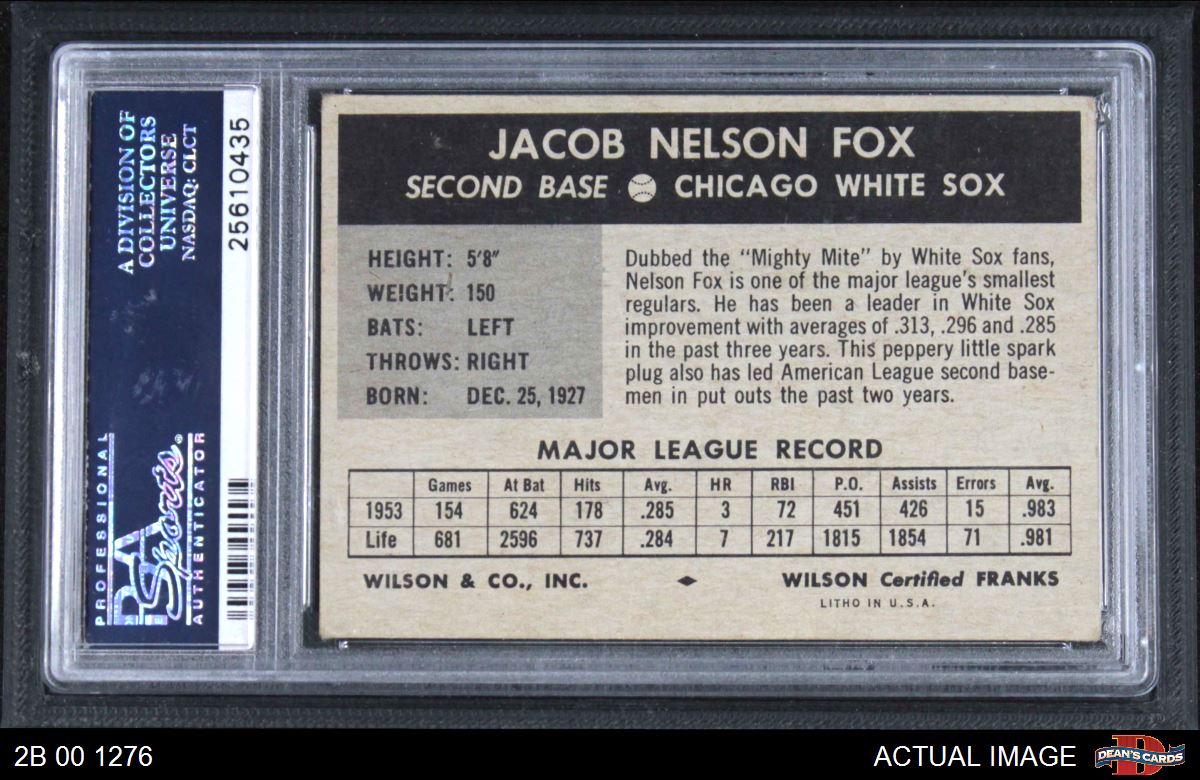 A DIVISION OF
COLLECTORS
UNIVERSE
NASDAQ: CLCT
25610435
PROFESSIONAL
PSA
Sports
AUTHENTICATOR
JACOB NELSON FOX
SECOND BASE CHICAGO WHITE SOX
HEIGHT: 5'8"
WEIGHT: 150
BATS: LEFT
THROWS: RIGHT
BORN: DEC. 25, 1927
Dubbed the "Mighty Mite" by White Sox fans,
Nelson Fox is one of the major league's smallest
regulars. He has been a leader in White Sox
improvement with averages of .313, .296 and .285
in the past three years. This peppery little spark
plug also has led American League second base-
men in put outs the past two years.
MAJOR LEAGUE RECORD
Games At Bat Hits Avg. HR RBI P.O. Assists Errors Avg.
1953 154 624 178 .285 3 72 451 426 15 .983
Life 681 2596 737 .284 7 217 1815 1854 71 .981
WILSON & CO., INC. WILSON Certified FRANKS
LITHO IN U.S.A.
2B 00 1276
ACTUAL IMAGE
D
DEAN'S CARDS